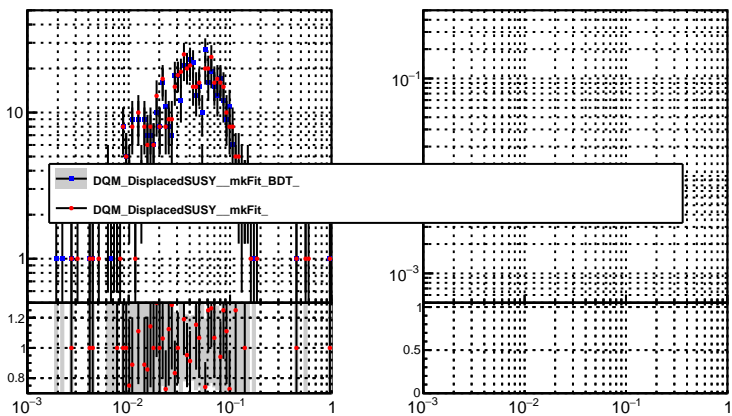 10
1
1.2
1
0.8
10⁻³ 10⁻² 10⁻¹ 1
DQM_DisplacedSUSY__mkFit_BDT_
DQM_DisplacedSUSY__mkFit_
10⁻¹
10⁻³
1
0.5
0
10⁻³ 10⁻² 10⁻¹ 1